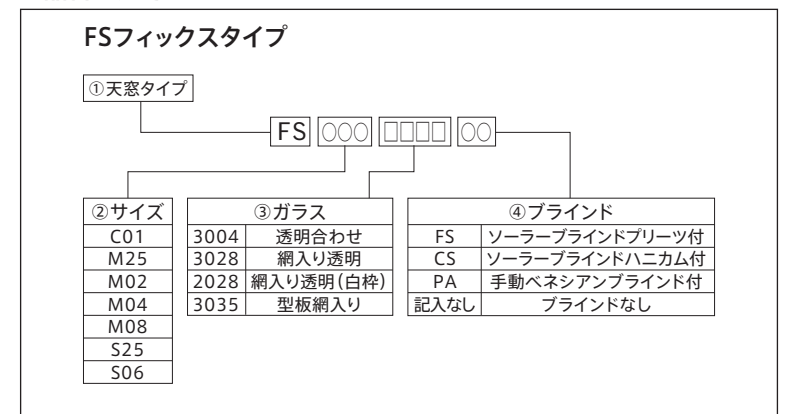 FSフィックスタイプ
①天窓タイプ
FS ○○○ □□□□ ○○
②サイズ
C01
M25
M02
M04
M08
S25
S06
③ガラス
3004 透明合わせ
3028 網入り透明
2028 網入り透明(白枠)
3035 型板網入り
④ブラインド
FS ソーラーブラインドプリーツ付
CS ソーラーブラインドハニカム付
PA 手動ベネシアンブラインド付
記入なし ブラインドなし